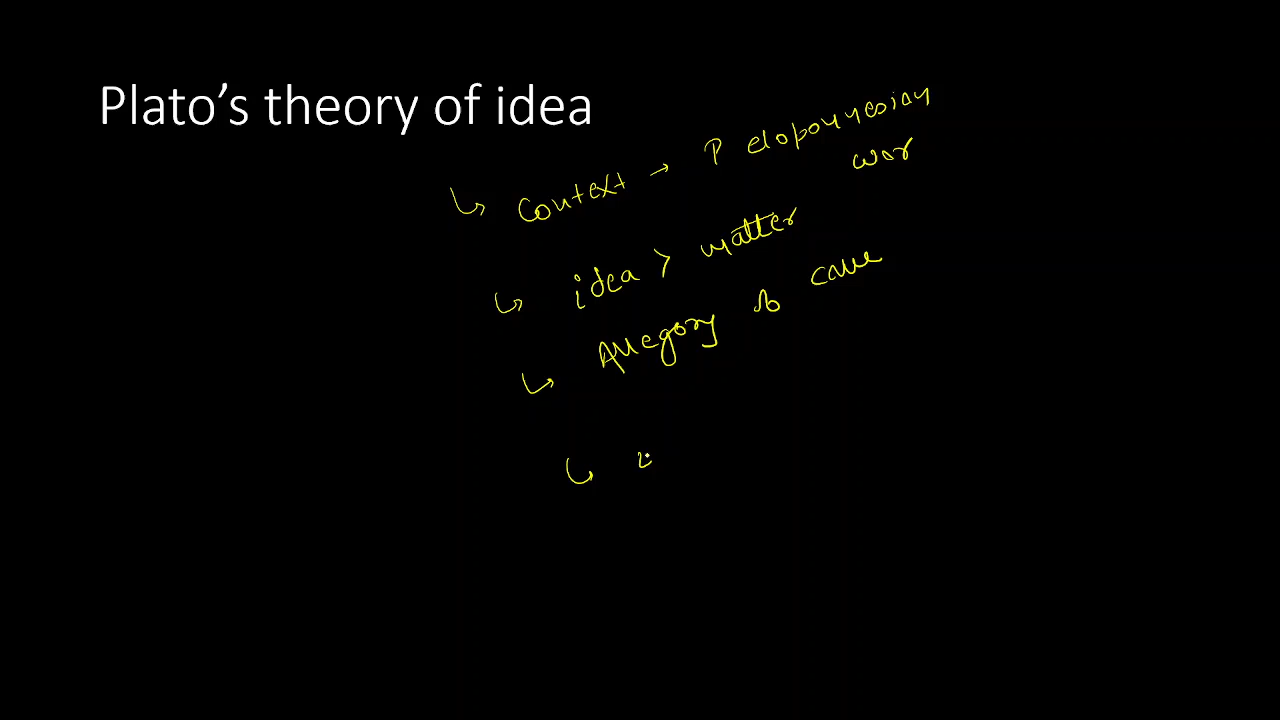 Plato's theory of idea
↳ Context → Peloponnesian
war
↳ idea > matter
↳ Allegory of cave
↳